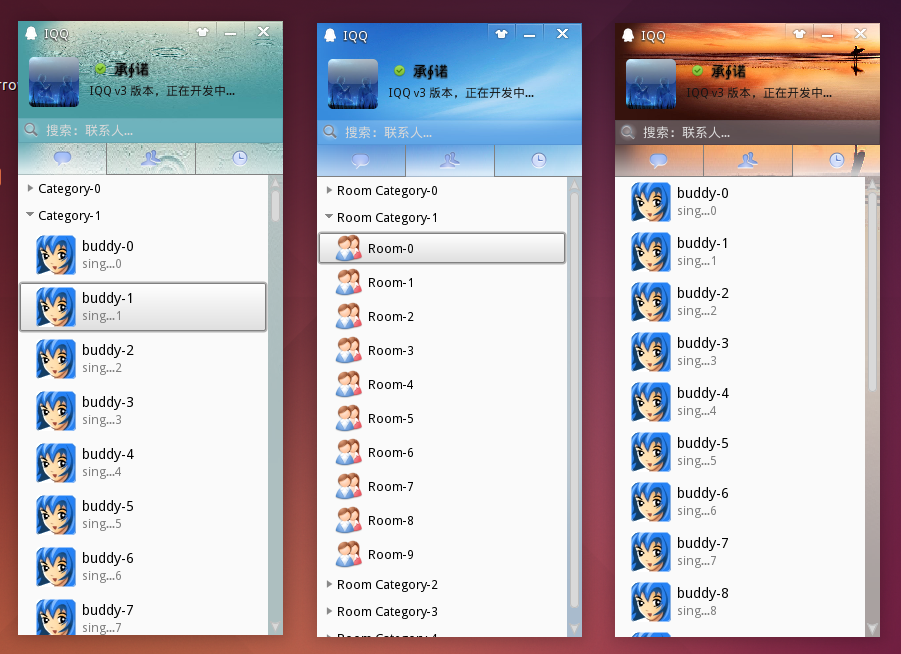 rro
IQQ
承∮诺
IQQ v3 版本，正在开发中...
搜索：联系人...
Category-0
Category-1
buddy-0
sing...0
buddy-1
sing...1
buddy-2
sing...2
buddy-3
sing...3
buddy-4
sing...4
buddy-5
sing...5
buddy-6
sing...6
buddy-7
sing...7
IQQ
承∮诺
IQQ v3 版本，正在开发中...
搜索：联系人...
Room Category-0
Room Category-1
Room-0
Room-1
Room-2
Room-3
Room-4
Room-5
Room-6
Room-7
Room-8
Room-9
Room Category-2
Room Category-3
Room Category-4
IQQ
承∮诺
IQQ v3 版本，正在开发中...
搜索：联系人...
buddy-0
sing...0
buddy-1
sing...1
buddy-2
sing...2
buddy-3
sing...3
buddy-4
sing...4
buddy-5
sing...5
buddy-6
sing...6
buddy-7
sing...7
buddy-8
sing...8